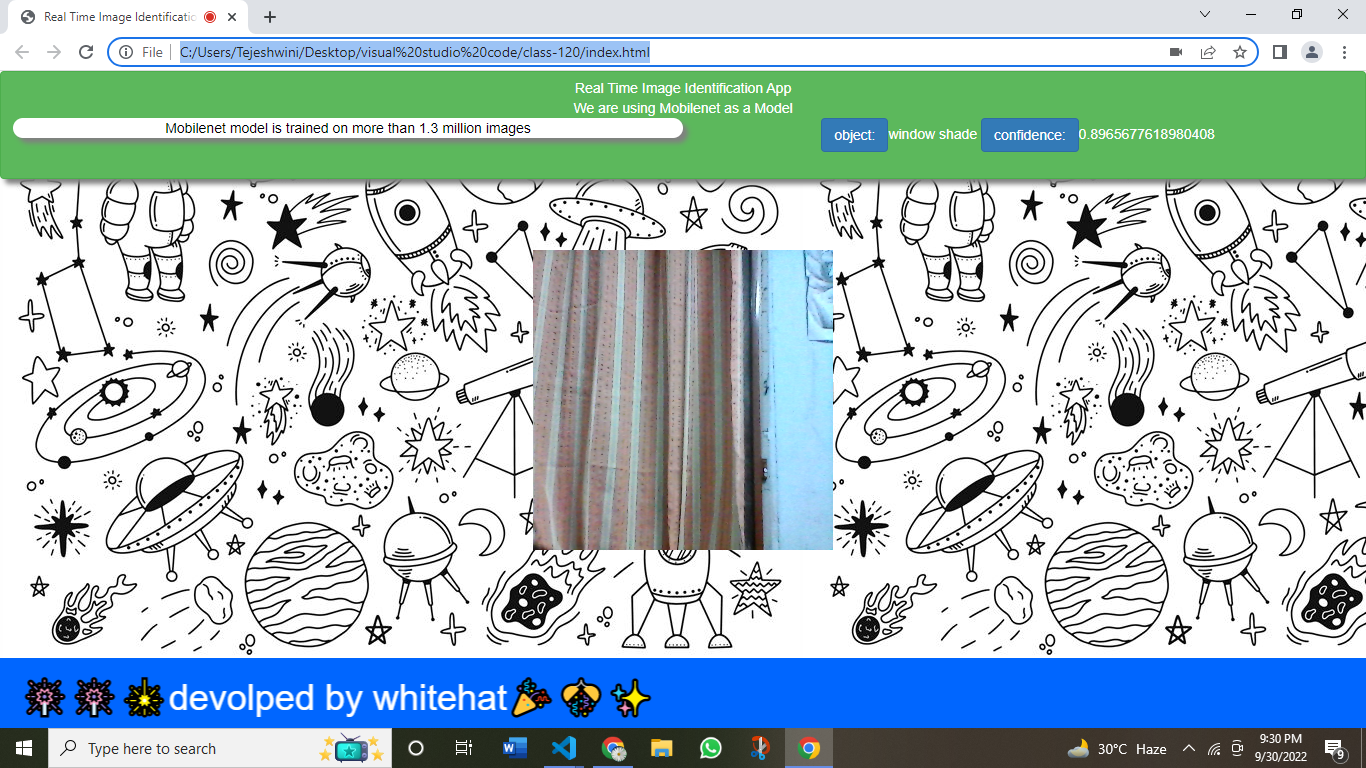 Real Time Image Identificatio
File
C:/Users/Tejeshwini/Desktop/visual%20studio%20code/class-120/index.html
Real Time Image Identification App
We are using Mobilenet as a Model
Mobilenet model is trained on more than 1.3 million images
object: window shade confidence: 0.8965677618980408
devolped by whitehat
Type here to search
30°C Haze
9:30 PM
9/30/2022
9